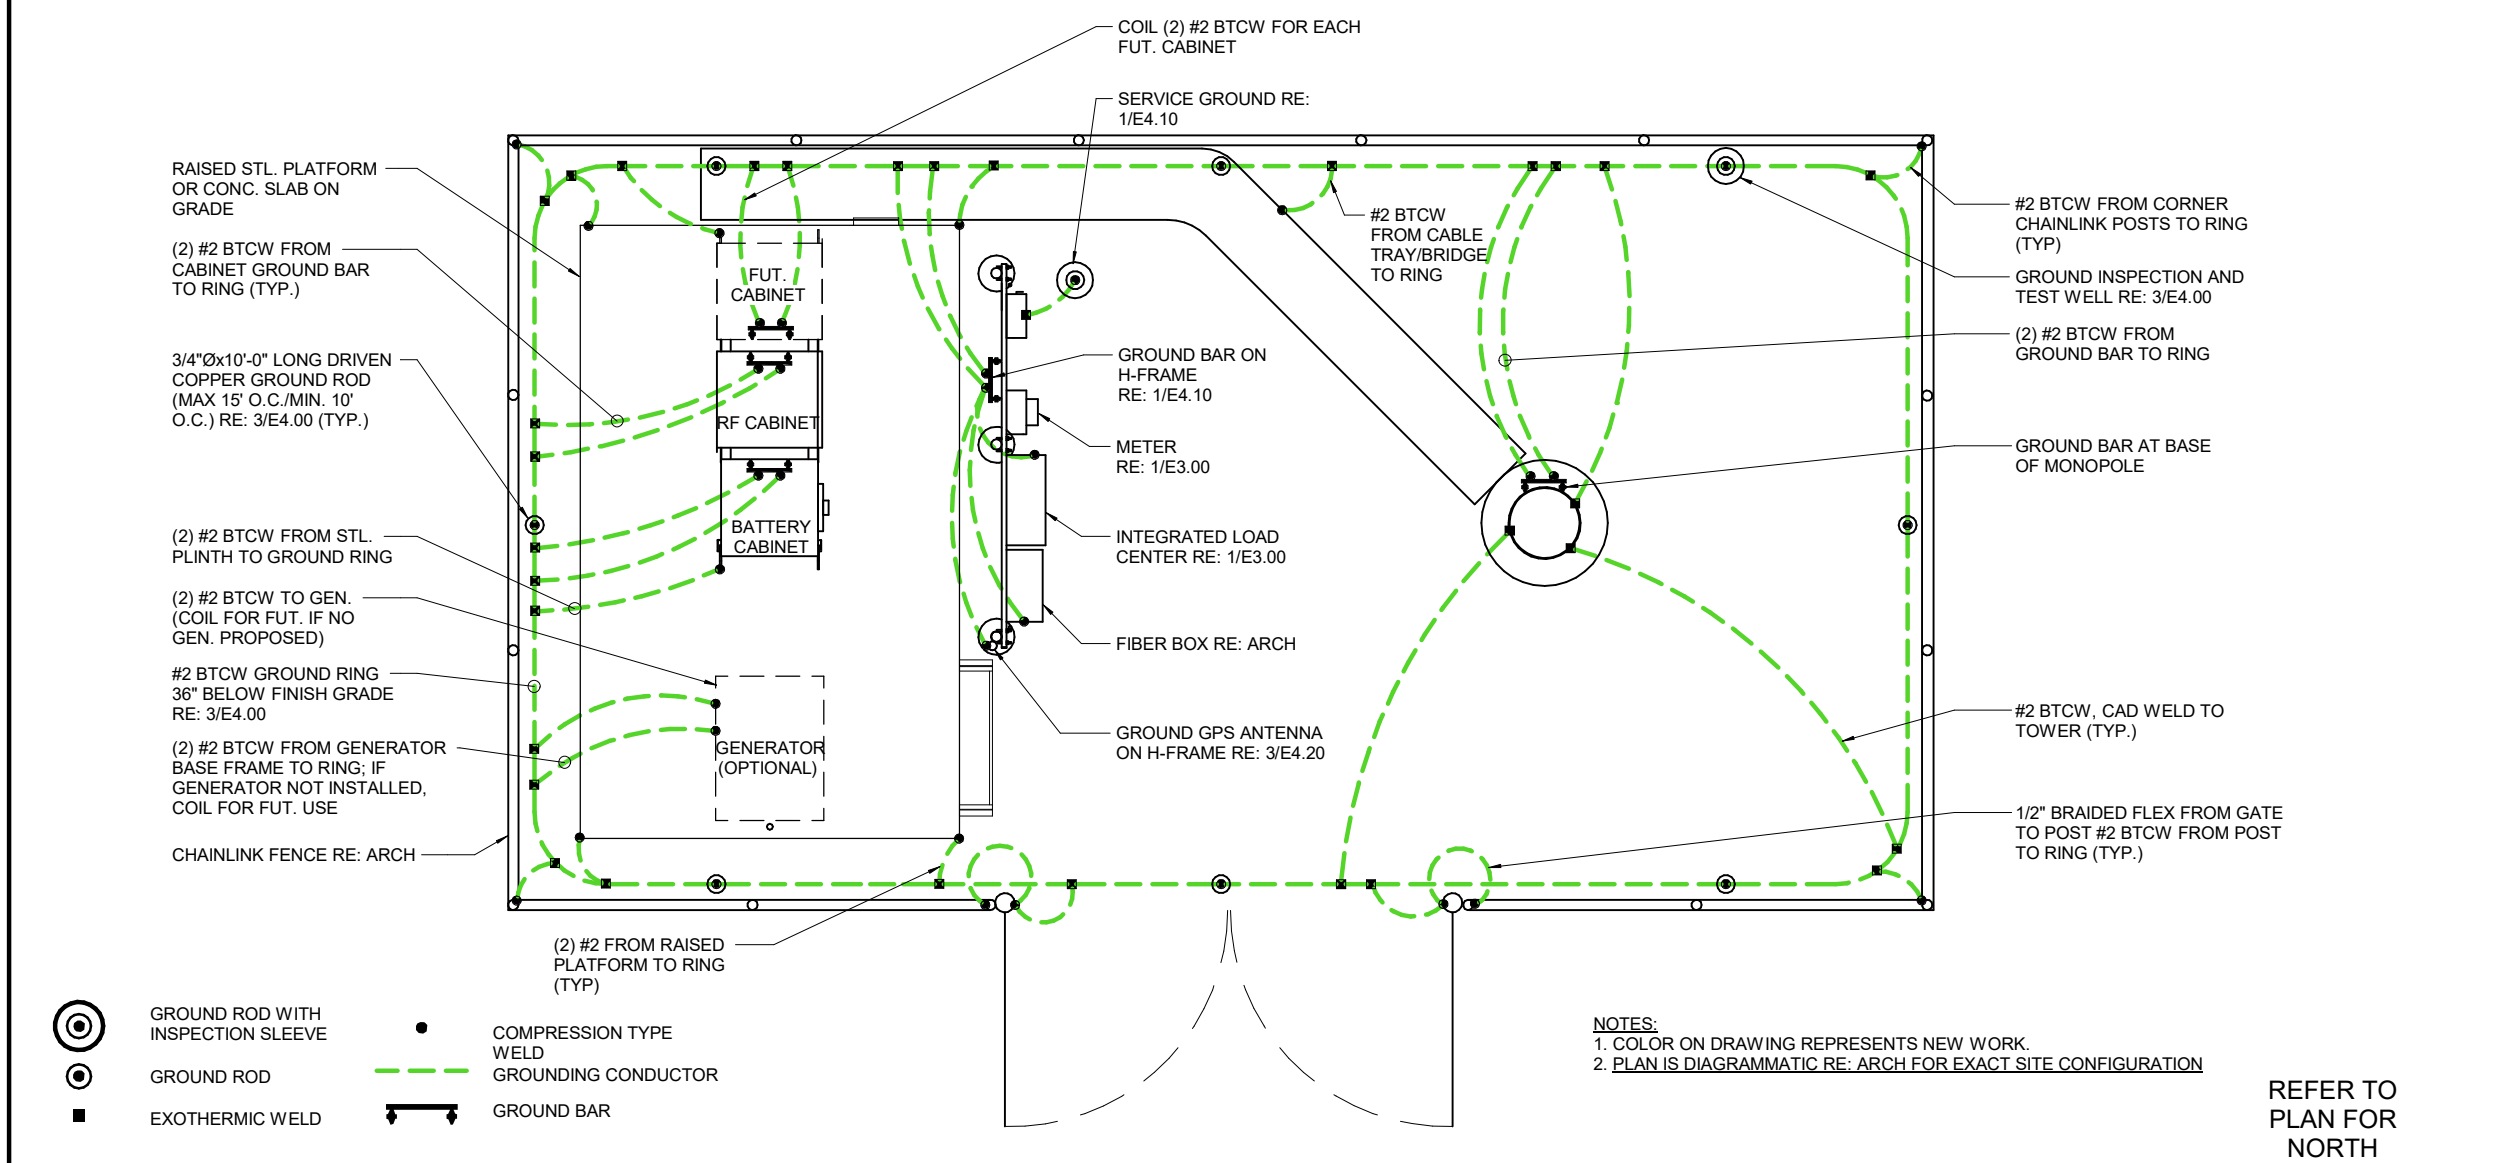 COIL (2) #2 BTCW FOR EACH
FUT. CABINET
SERVICE GROUND RE:
1/E4.10
RAISED STL. PLATFORM
OR CONC. SLAB ON
GRADE
(2) #2 BTCW FROM
CABINET GROUND BAR
TO RING (TYP.)
3/4"Øx10'-0" LONG DRIVEN
COPPER GROUND ROD
(MAX 15' O.C./MIN. 10'
O.C.) RE: 3/E4.00 (TYP.)
(2) #2 BTCW FROM STL.
PLINTH TO GROUND RING
(2) #2 BTCW TO GEN.
(COIL FOR FUT. IF NO
GEN. PROPOSED)
#2 BTCW GROUND RING
36" BELOW FINISH GRADE
RE: 3/E4.00
(2) #2 BTCW FROM GENERATOR
BASE FRAME TO RING; IF
GENERATOR NOT INSTALLED,
COIL FOR FUT. USE
CHAINLINK FENCE RE: ARCH
FUT.
CABINET
RF CABINET
BATTERY
CABINET
GENERATOR
(OPTIONAL)
#2 BTCW
FROM CABLE
TRAY/BRIDGE
TO RING
GROUND BAR ON
H-FRAME
RE: 1/E4.10
METER
RE: 1/E3.00
INTEGRATED LOAD
CENTER RE: 1/E3.00
FIBER BOX RE: ARCH
GROUND GPS ANTENNA
ON H-FRAME RE: 3/E4.20
#2 BTCW FROM CORNER
CHAINLINK POSTS TO RING
(TYP)
GROUND INSPECTION AND
TEST WELL RE: 3/E4.00
(2) #2 BTCW FROM
GROUND BAR TO RING
GROUND BAR AT BASE
OF MONOPOLE
#2 BTCW, CAD WELD TO
TOWER (TYP.)
1/2" BRAIDED FLEX FROM GATE
TO POST #2 BTCW FROM POST
TO RING (TYP.)
(2) #2 FROM RAISED
PLATFORM TO RING
(TYP)
GROUND ROD WITH
INSPECTION SLEEVE
GROUND ROD
EXOTHERMIC WELD
COMPRESSION TYPE
WELD
GROUNDING CONDUCTOR
GROUND BAR
NOTES:
1. COLOR ON DRAWING REPRESENTS NEW WORK.
2. PLAN IS DIAGRAMMATIC RE: ARCH FOR EXACT SITE CONFIGURATION
REFER TO
PLAN FOR
NORTH